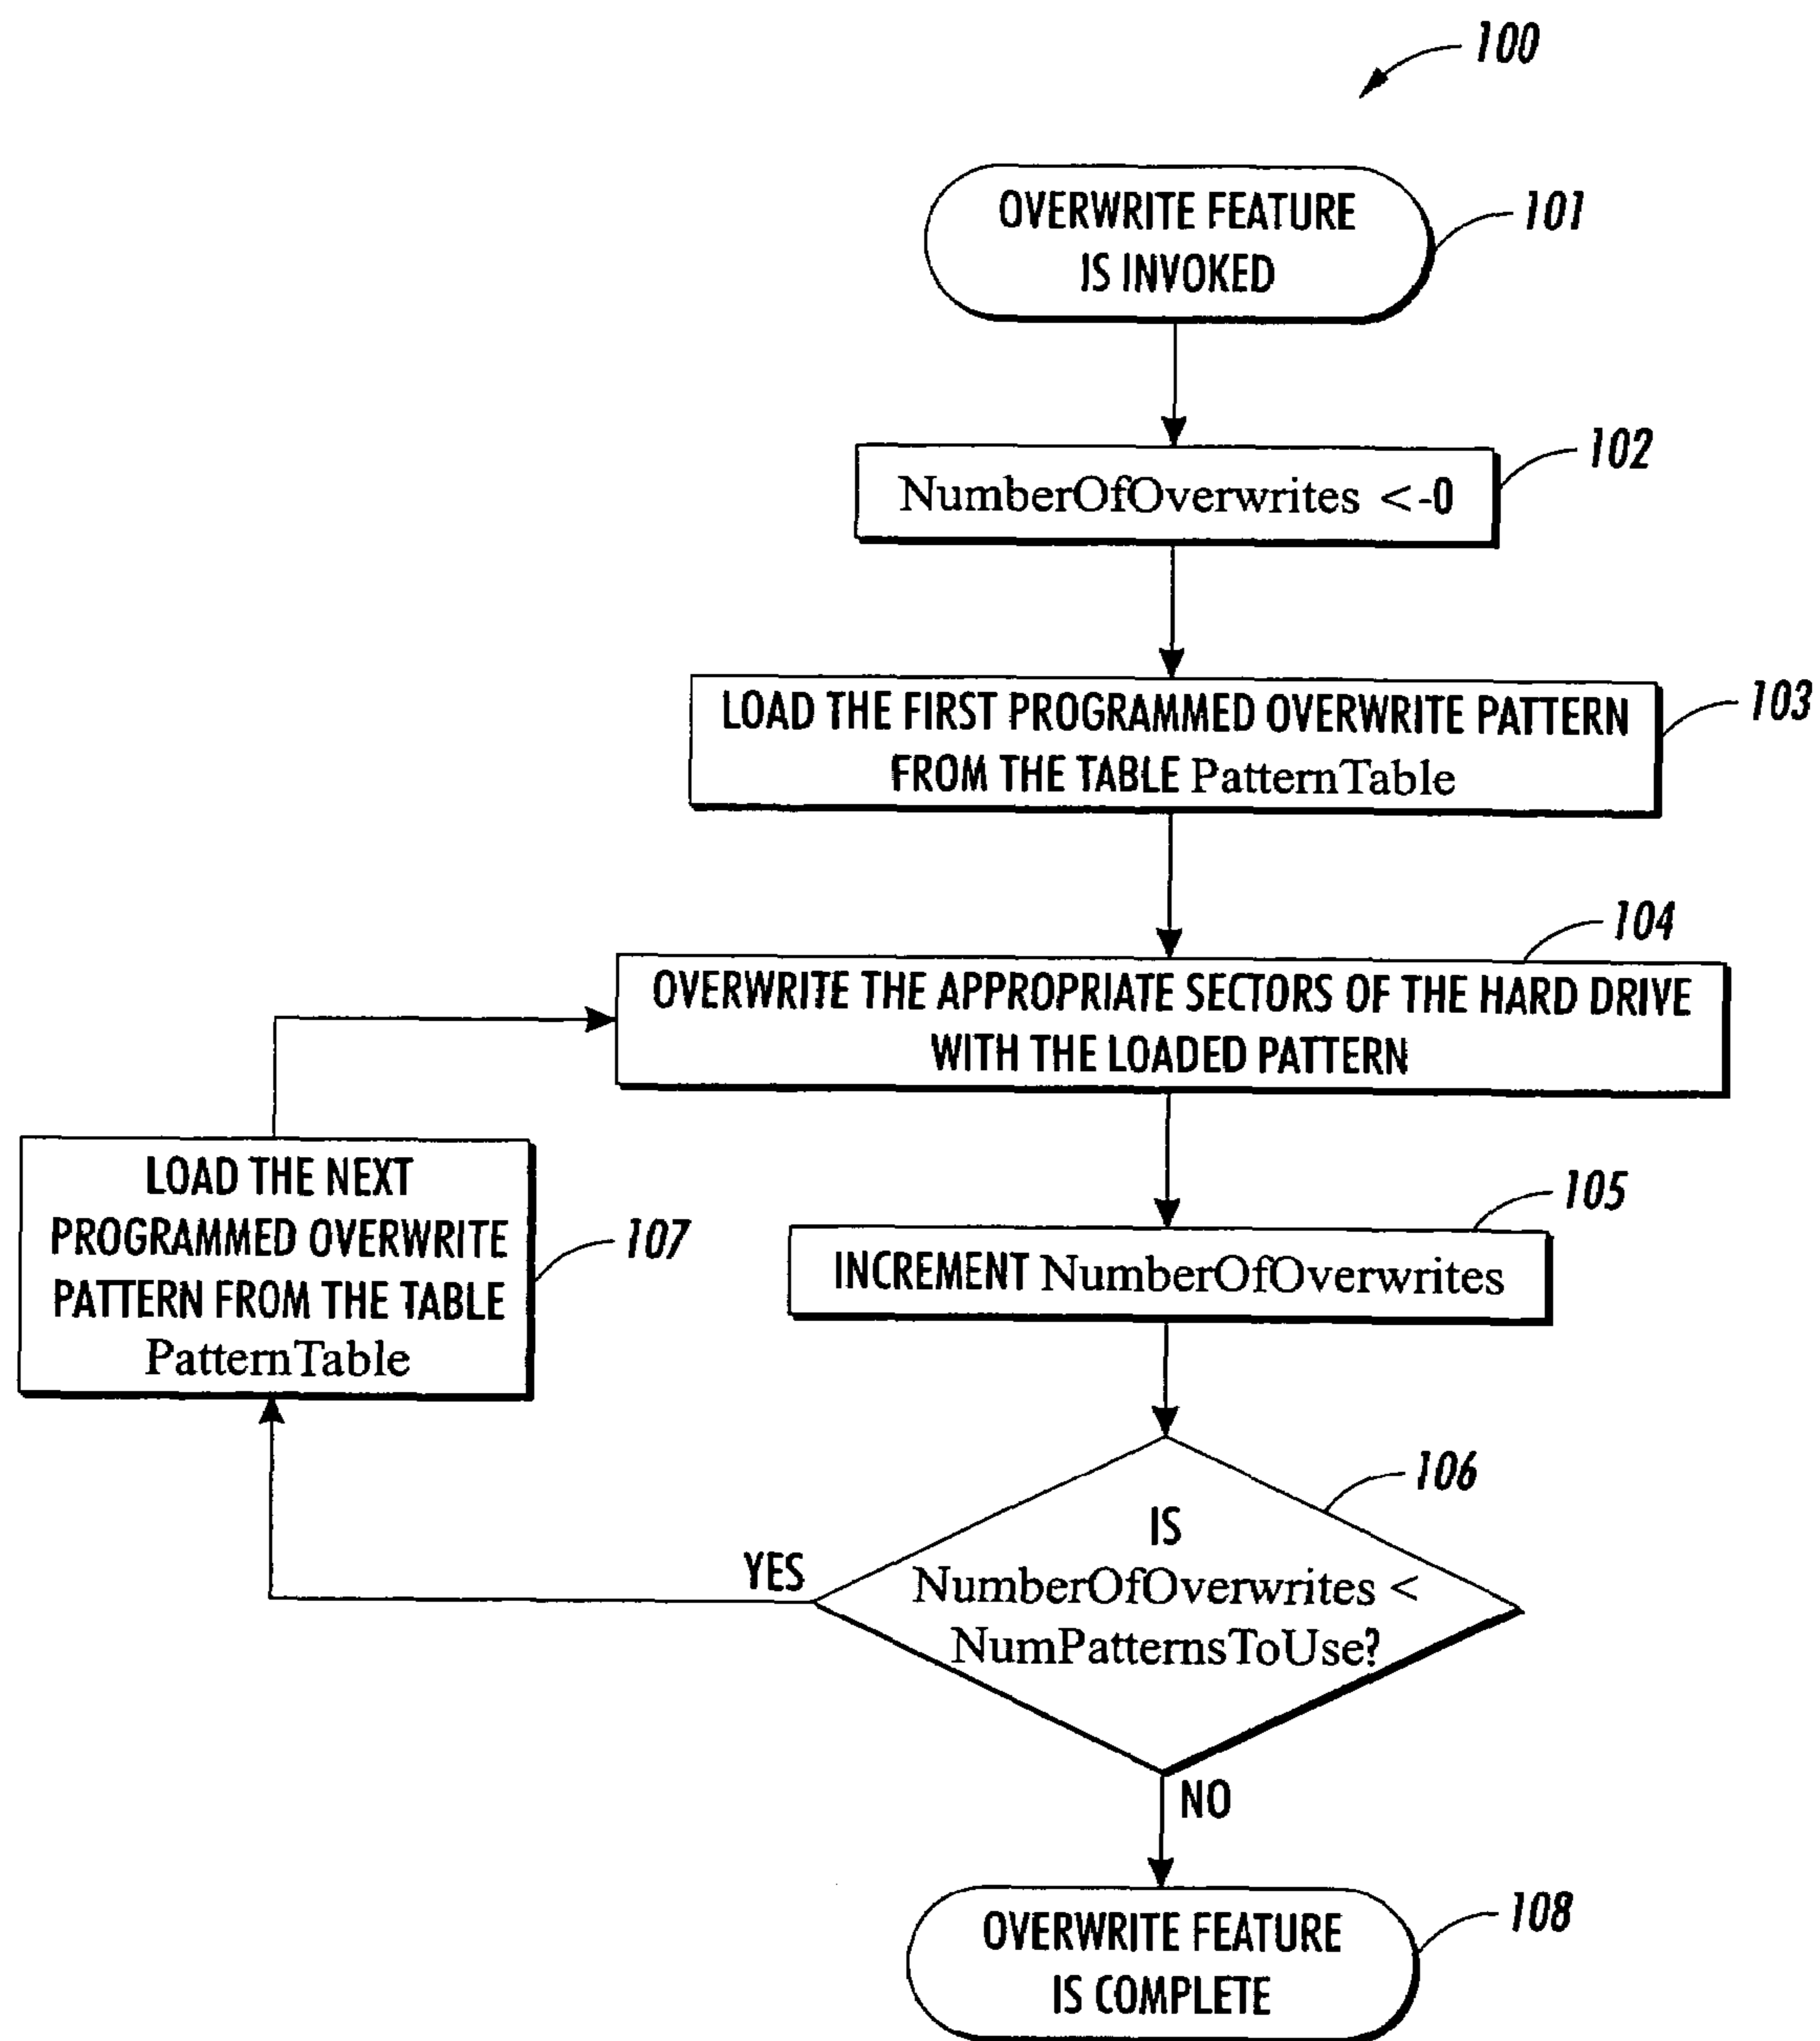 100
OVERWRITE FEATURE
IS INVOKED
101
NumberOfOverwrites <-0
102
LOAD THE FIRST PROGRAMMED OVERWRITE PATTERN
FROM THE TABLE PatternTable
103
OVERWRITE THE APPROPRIATE SECTORS OF THE HARD DRIVE
WITH THE LOADED PATTERN
104
INCREMENT NumberOfOverwrites
105
IS
NumberOfOverwrites <
NumPatternsToUse?
106
YES
LOAD THE NEXT
PROGRAMMED OVERWRITE
PATTERN FROM THE TABLE
PatternTable
107
NO
OVERWRITE FEATURE
IS COMPLETE
108